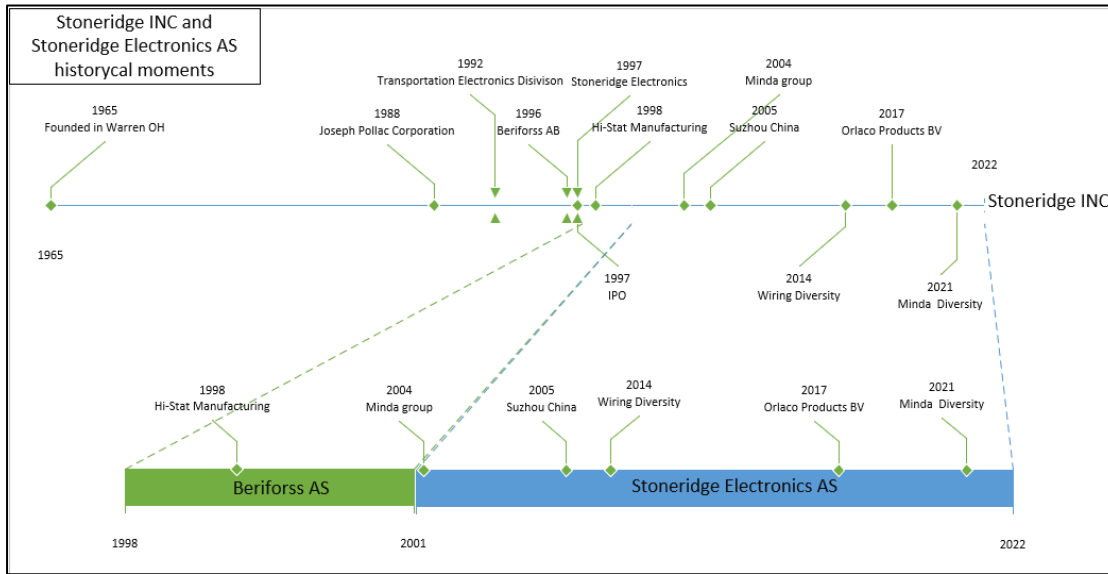 Stoneridge INC and
Stoneridge Electronics AS
historycal moments
1992
Transportation Electronics Disivison
1997
Stoneridge Electronics
2004
Minda group
1965
Founded in Warren OH
1988
Joseph Pollac Corporation
1996
Beriforss AB
1998
Hi-Stat Manufacturing
2005
Suzhou China
2017
Orlaco Products BV
2022
Stoneridge INC
1965
1997
IPO
2014
Wiring Diversity
2021
Minda Diversity
1998
Hi-Stat Manufacturing
2004
Minda group
2005
Suzhou China
2014
Wiring Diversity
2017
Orlaco Products BV
2021
Minda Diversity
Beriforss AS
Stoneridge Electronics AS
1998
2001
2022